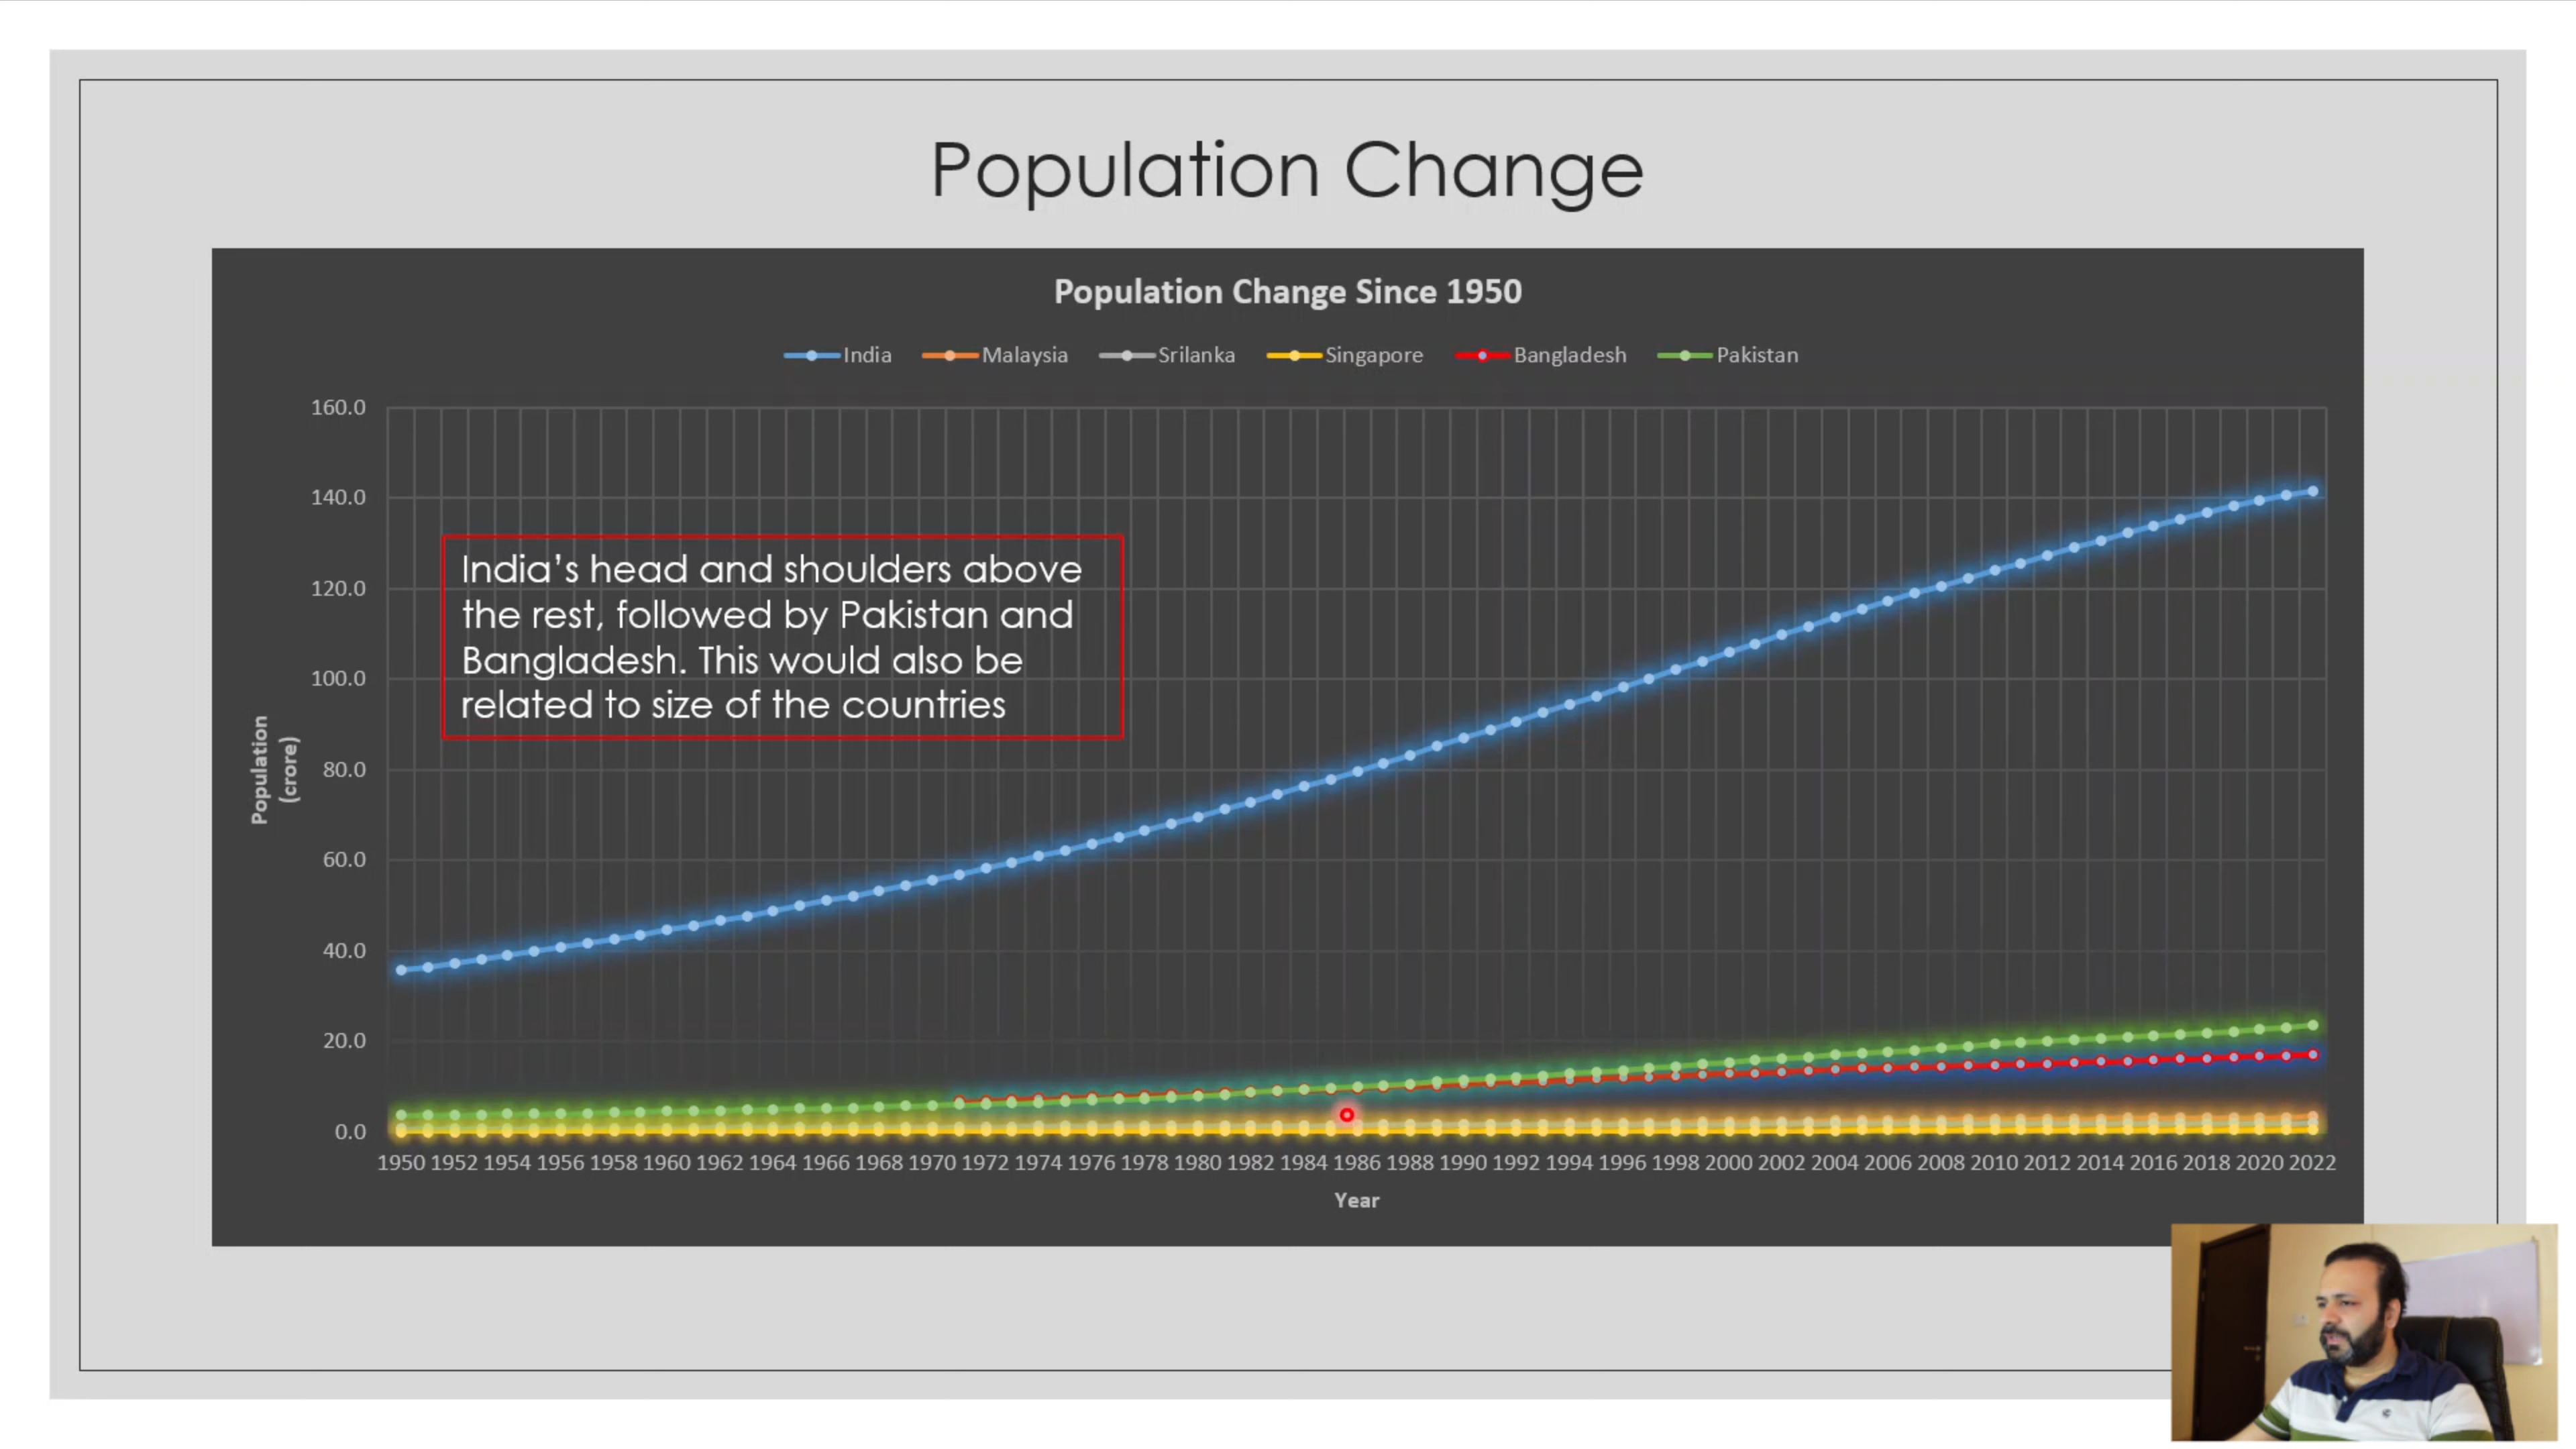 Population Change
Population Change Since 1950
India Malaysia Srilanka Singapore Bangladesh Pakistan
160.0
140.0
120.0
100.0
80.0
60.0
40.0
20.0
0.0
Population
(crore)
India's head and shoulders above
the rest, followed by Pakistan and
Bangladesh. This would also be
related to size of the countries
1950 1952 1954 1956 1958 1960 1962 1964 1966 1968 1970 1972 1974 1976 1978 1980 1982 1984 1986 1988 1990 1992 1994 1996 1998 2000 2002 2004 2006 2008 2010 2012 2014 2016 2018 2020 2022
Year